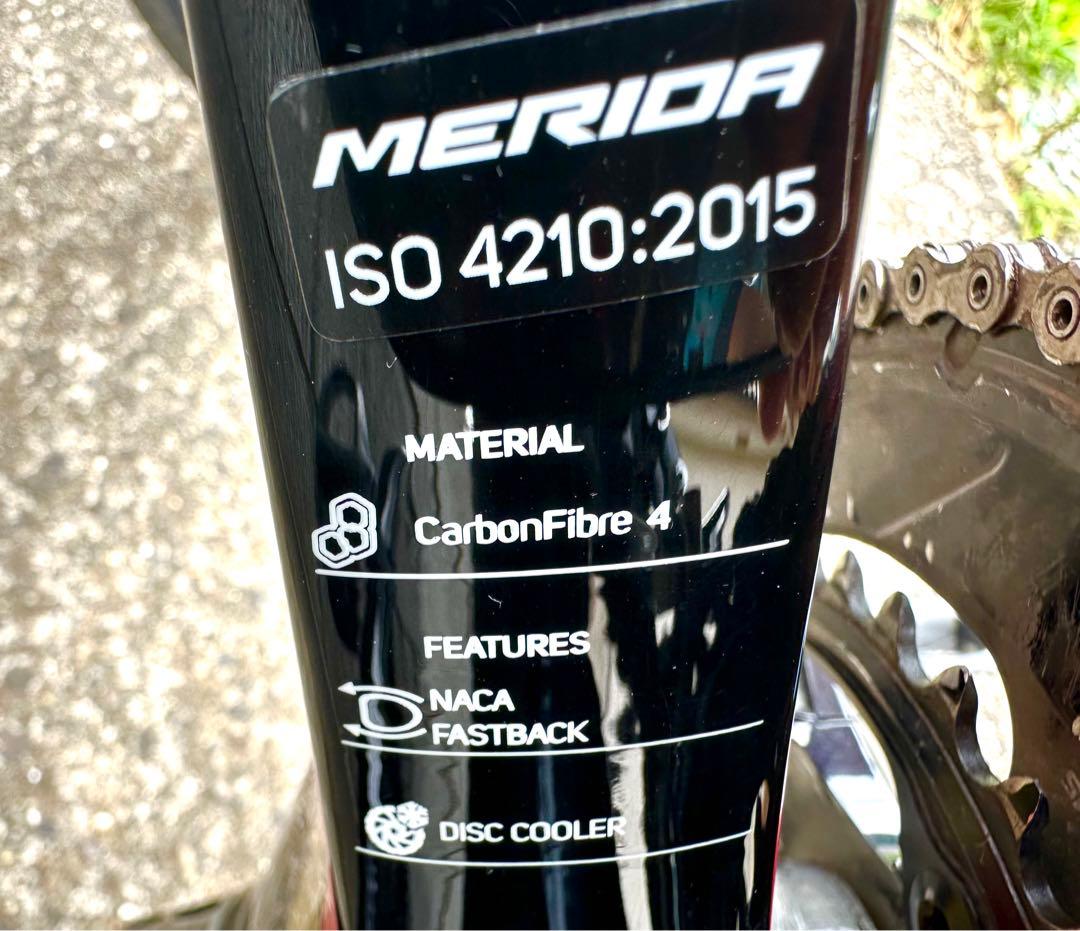 MERIDA
ISO 4210:2015
MATERIAL
CarbonFibre 4
FEATURES
NACA
FASTBACK
DISC COOLER